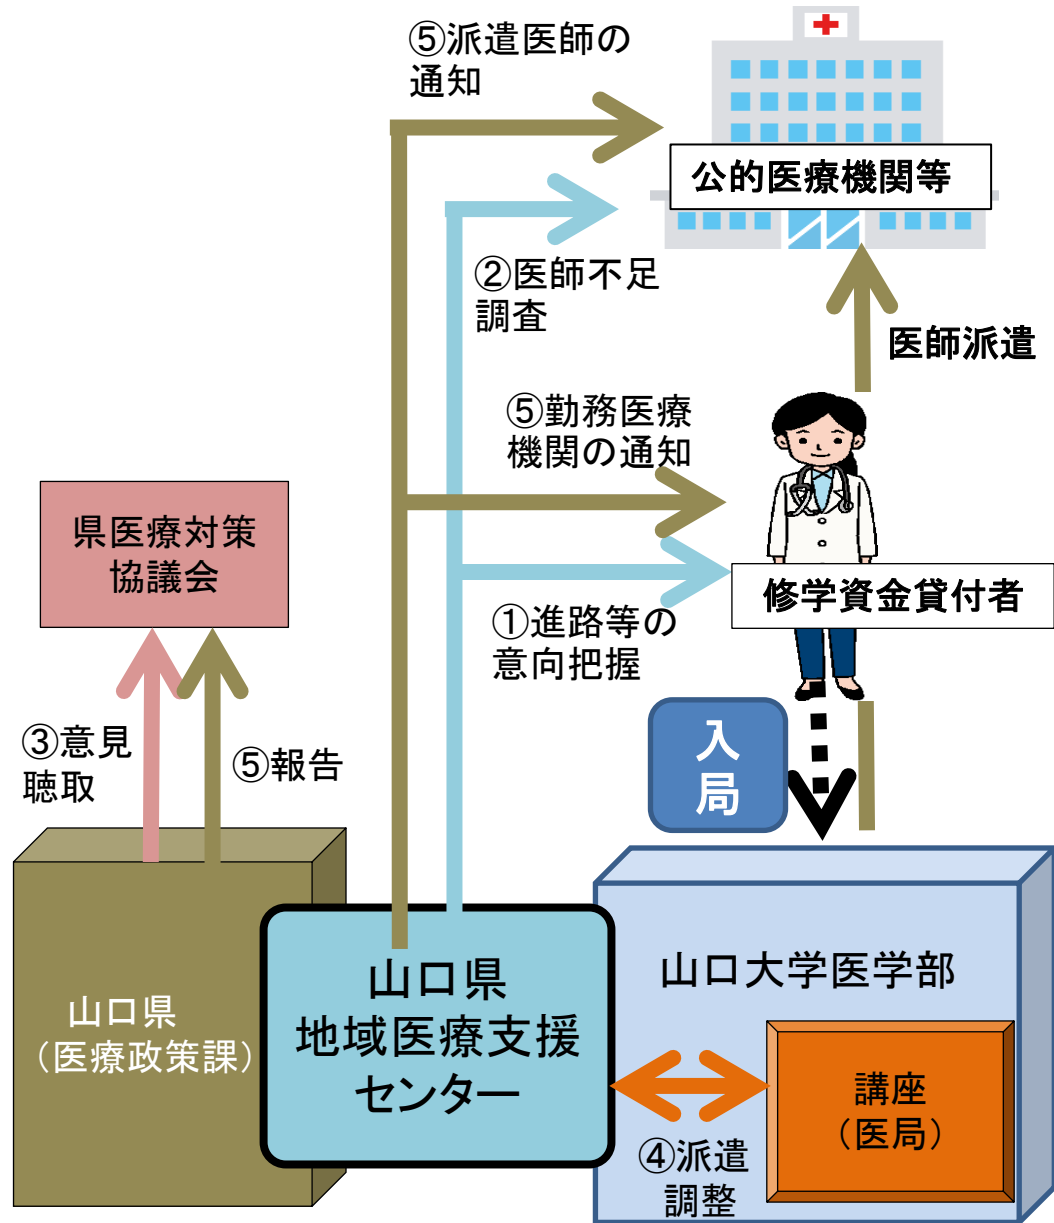 ⑤派遣医師の
通知
公的医療機関等
②医師不足
調査
医師派遣
⑤勤務医療
機関の通知
県医療対策
協議会
修学資金貸付者
①進路等の
意向把握
入
局
③意見
聴取
⑤報告
山口県
(医療政策課)
山口県
地域医療支援
センター
山口大学医学部
講座
(医局)
④派遣
調整